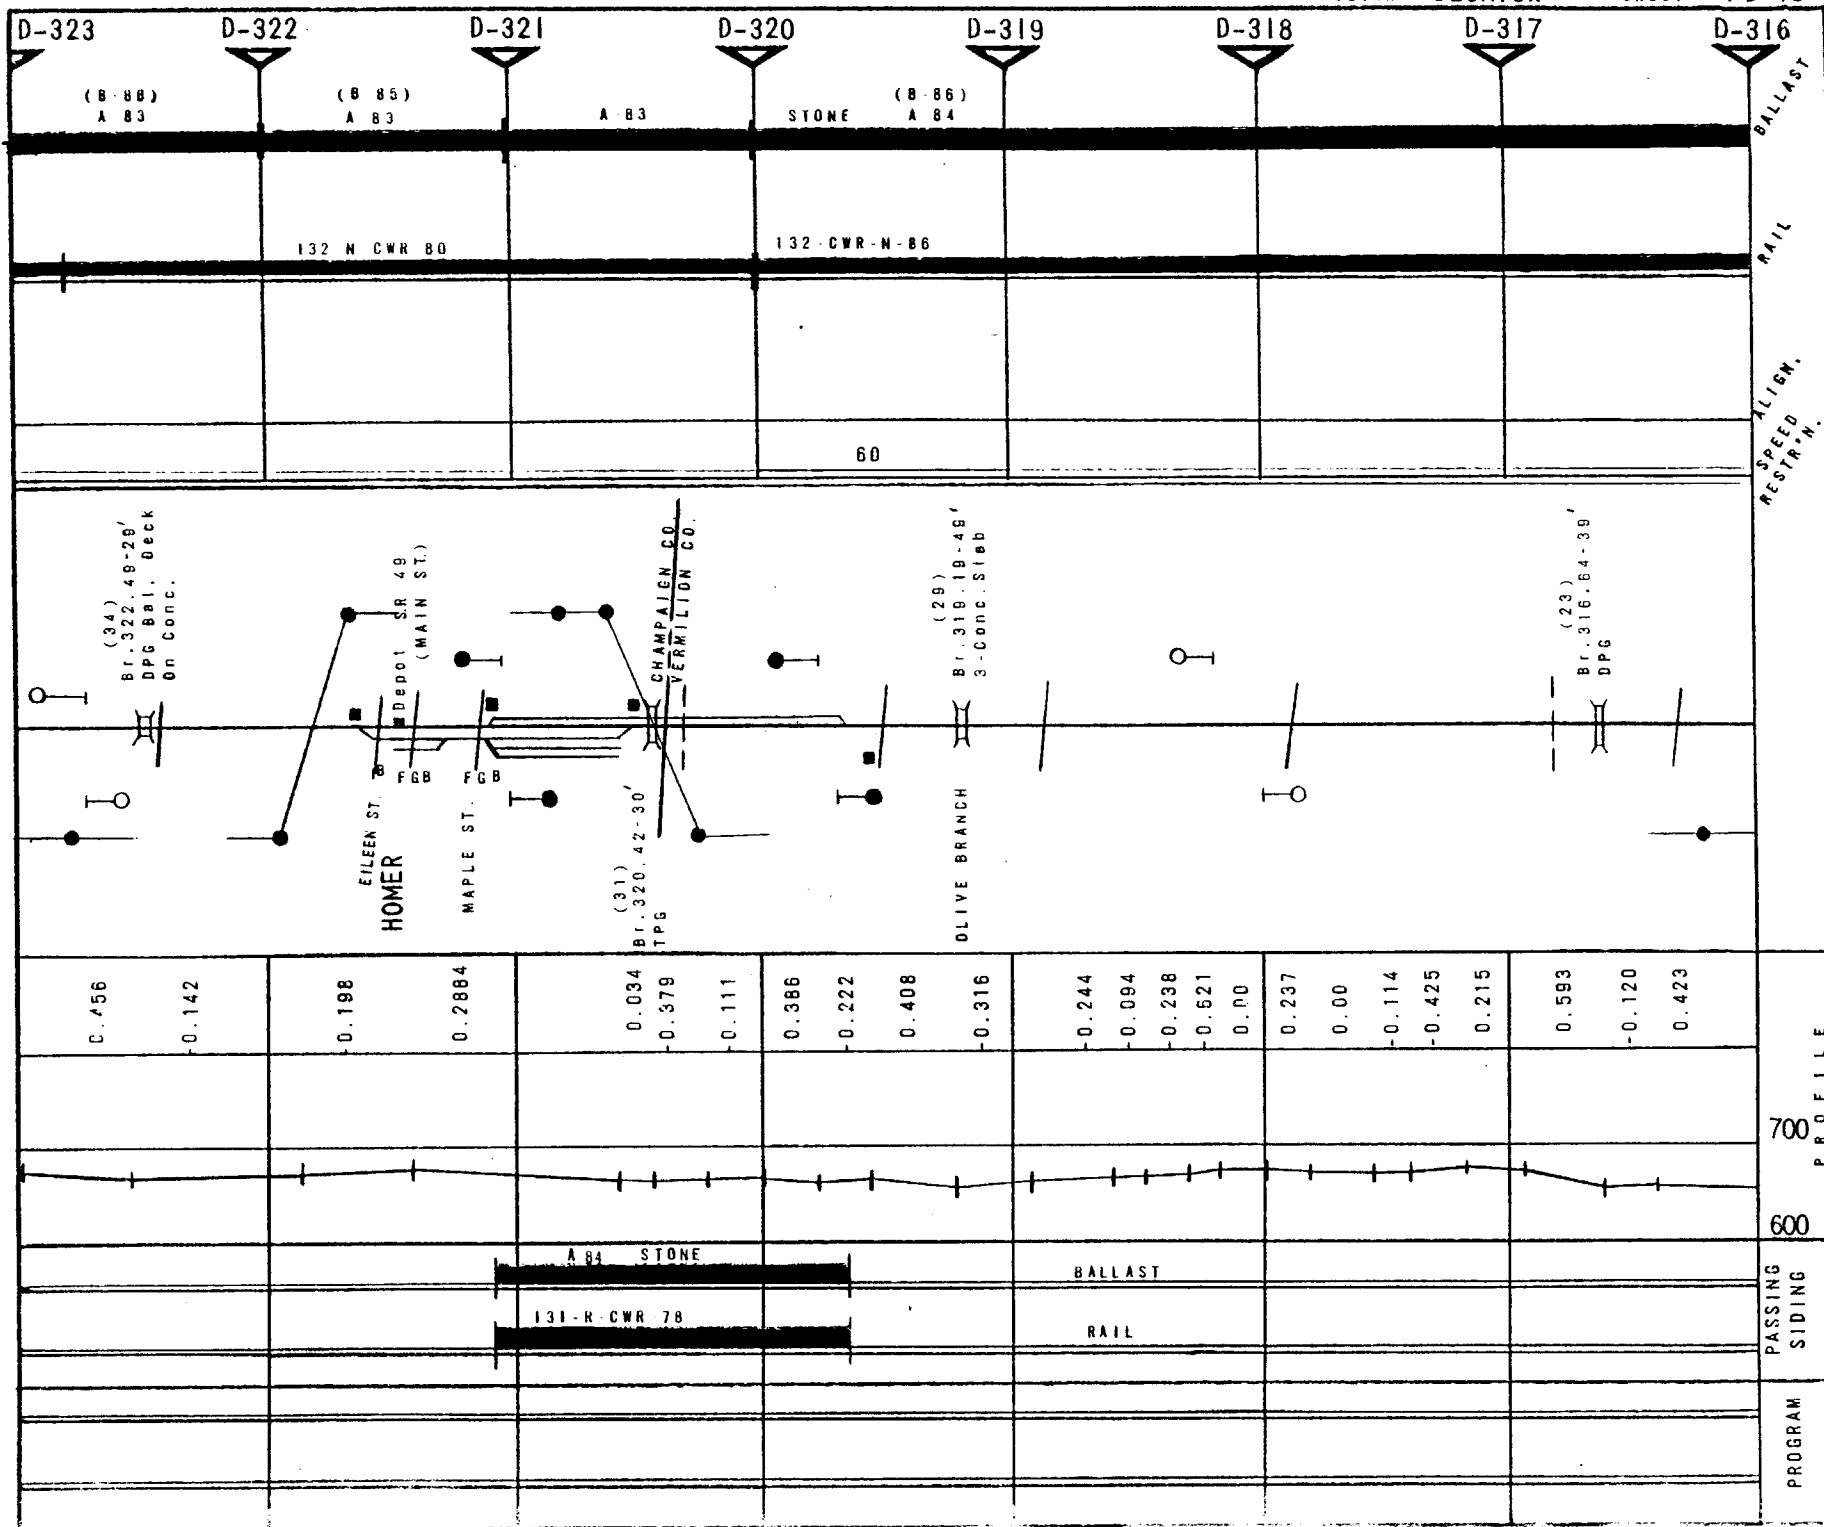 D-323 D-322 D-321 D-320 D-319 D-318 D-317 D-316
(B-88)
A 83
(B 85)
A 83
A 83
STONE
(B-86)
A 84
BALLAST
132 N CWR 80
132-CWR-N-86
RAIL
ALIGN.
60
SPEED
RESTR'N.
(34)
Br.322.49-29'
DPG Bal. Deck
On Conc.
Depot
SR 49
(MAIN ST.)
CHAMPAIGN CO.
VERMILION CO.
(29)
Br.319.19-49'
3-Conc.Slab
(23)
Br.316.64-39'
DPG
FGB
FGB
EILEEN ST.
HOMER
MAPLE ST.
(31)
Br.320.42-30'
TPG
OLIVE BRANCH
0.456
-0.142
-0.198
0.2884
0.034
-0.379
-0.111
0.386
-0.222
0.408
-0.316
-0.244
-0.094
-0.238
-0.621
0.00
0.237
0.00
-0.114
-0.425
0.215
0.593
-0.120
0.423
PROFILE
700
600
A 84 STONE
BALLAST
131-R-CWR 78
RAIL
PASSING
SIDING
PROGRAM